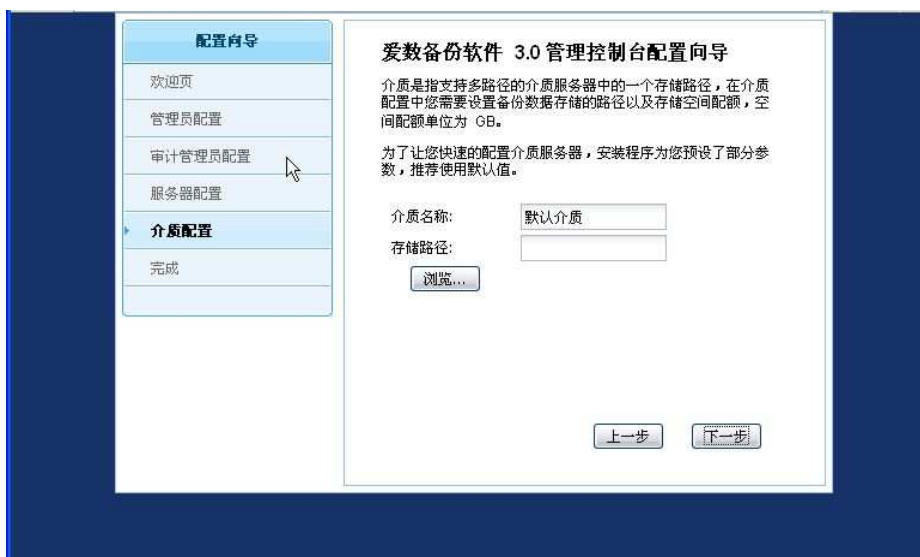 配置向导
欢迎页
管理员配置
审计管理员配置
服务器配置
介质配置
完成
爱数备份软件 3.0 管理控制台配置向导
介质是指支持多路径的介质服务器中的一个存储路径，在介质
配置中您需要设置备份数据存储的路径以及存储空间配额，空
间配额单位为 GB。
为了让您快速的配置介质服务器，安装程序为您预设了部分参
数，推荐使用默认值。
介质名称: 默认介质
存储路径:
浏览...
上一步 下一步